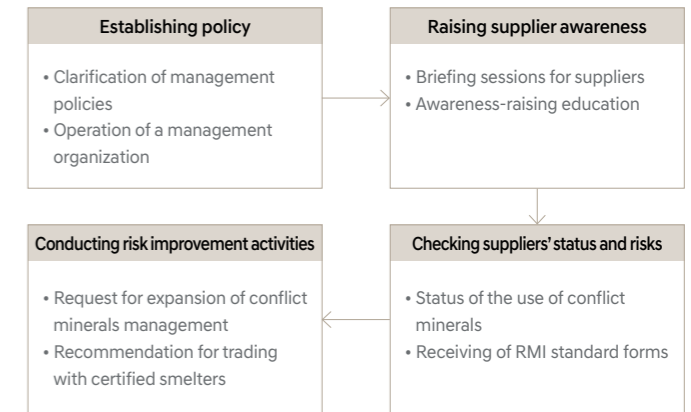 Establishing policy
• Clarification of management
policies
• Operation of a management
organization
Raising supplier awareness
• Briefing sessions for suppliers
• Awareness-raising education
Checking suppliers' status and risks
• Status of the use of conflict
minerals
• Receiving of RMI standard forms
Conducting risk improvement activities
• Request for expansion of conflict
minerals management
• Recommendation for trading
with certified smelters